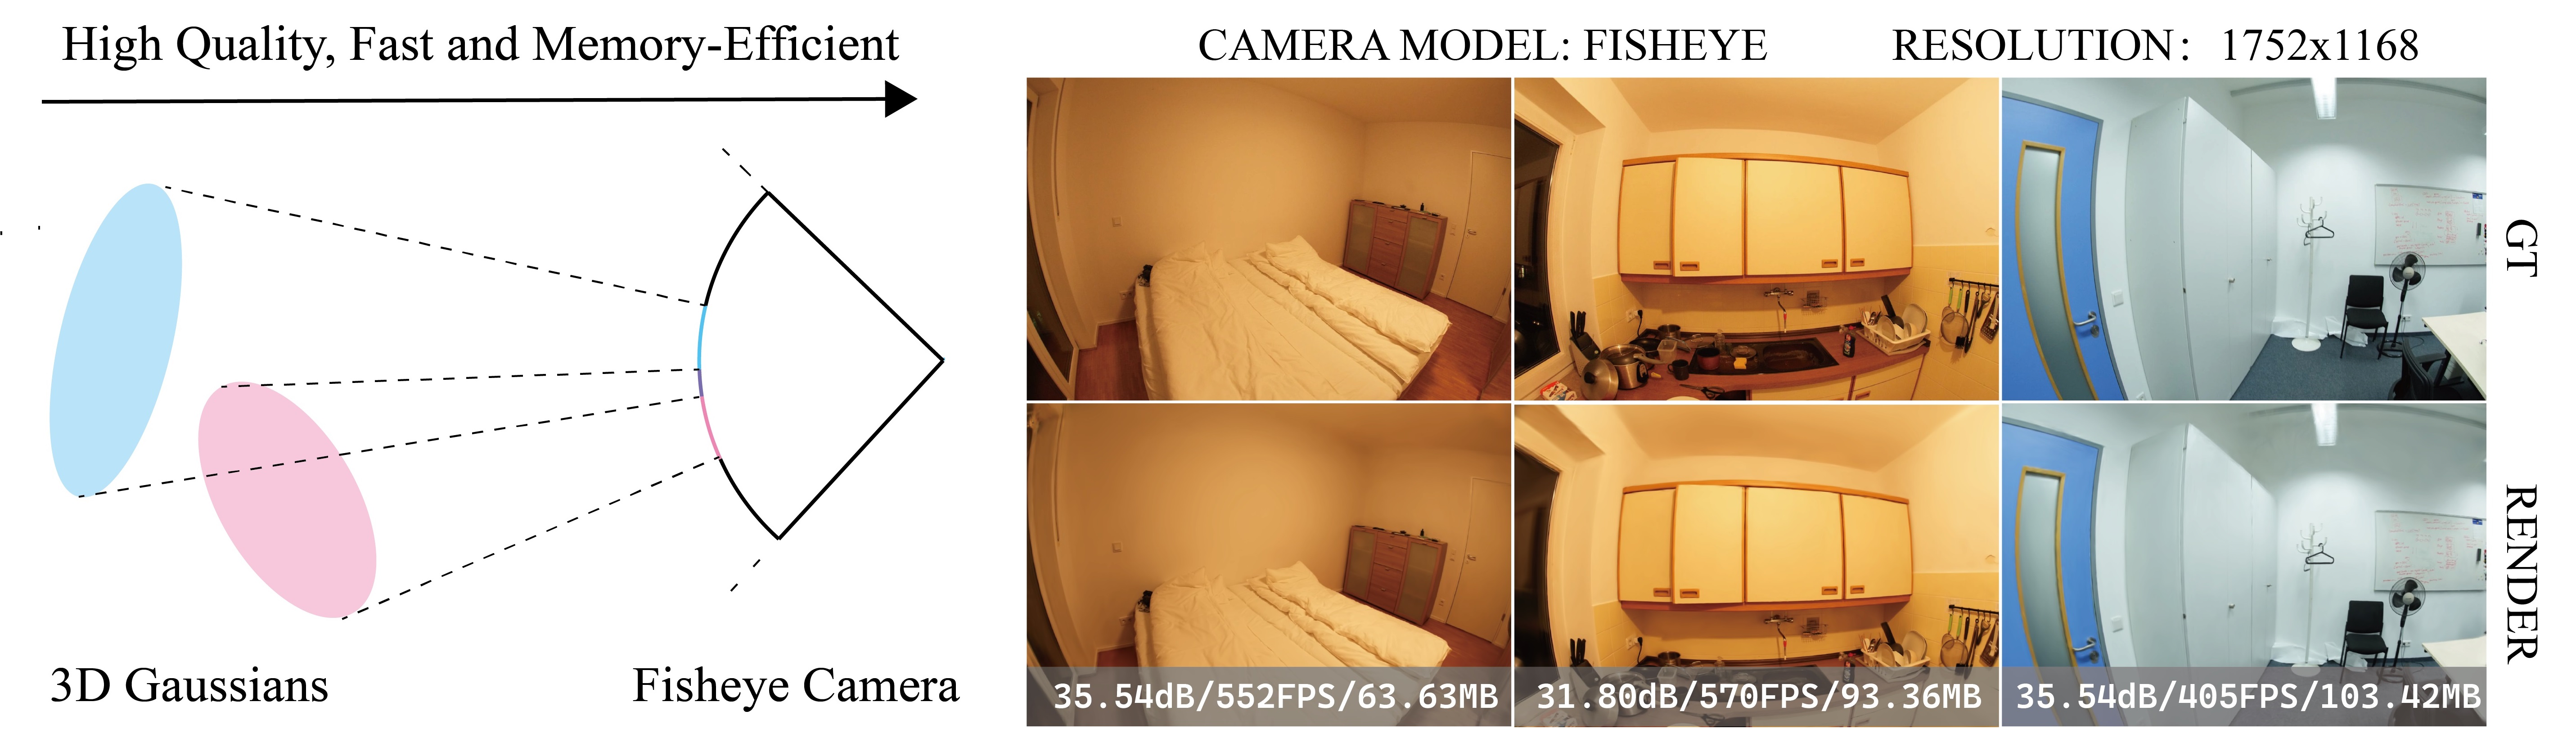 High Quality, Fast and Memory-Efficient
3D Gaussians
Fisheye Camera
CAMERA MODEL: FISHEYE
RESOLUTION: 1752x1168
GT
RENDER
35.54dB/552FPS/63.63MB
31.80dB/570FPS/93.36MB
35.54dB/405FPS/103.42MB